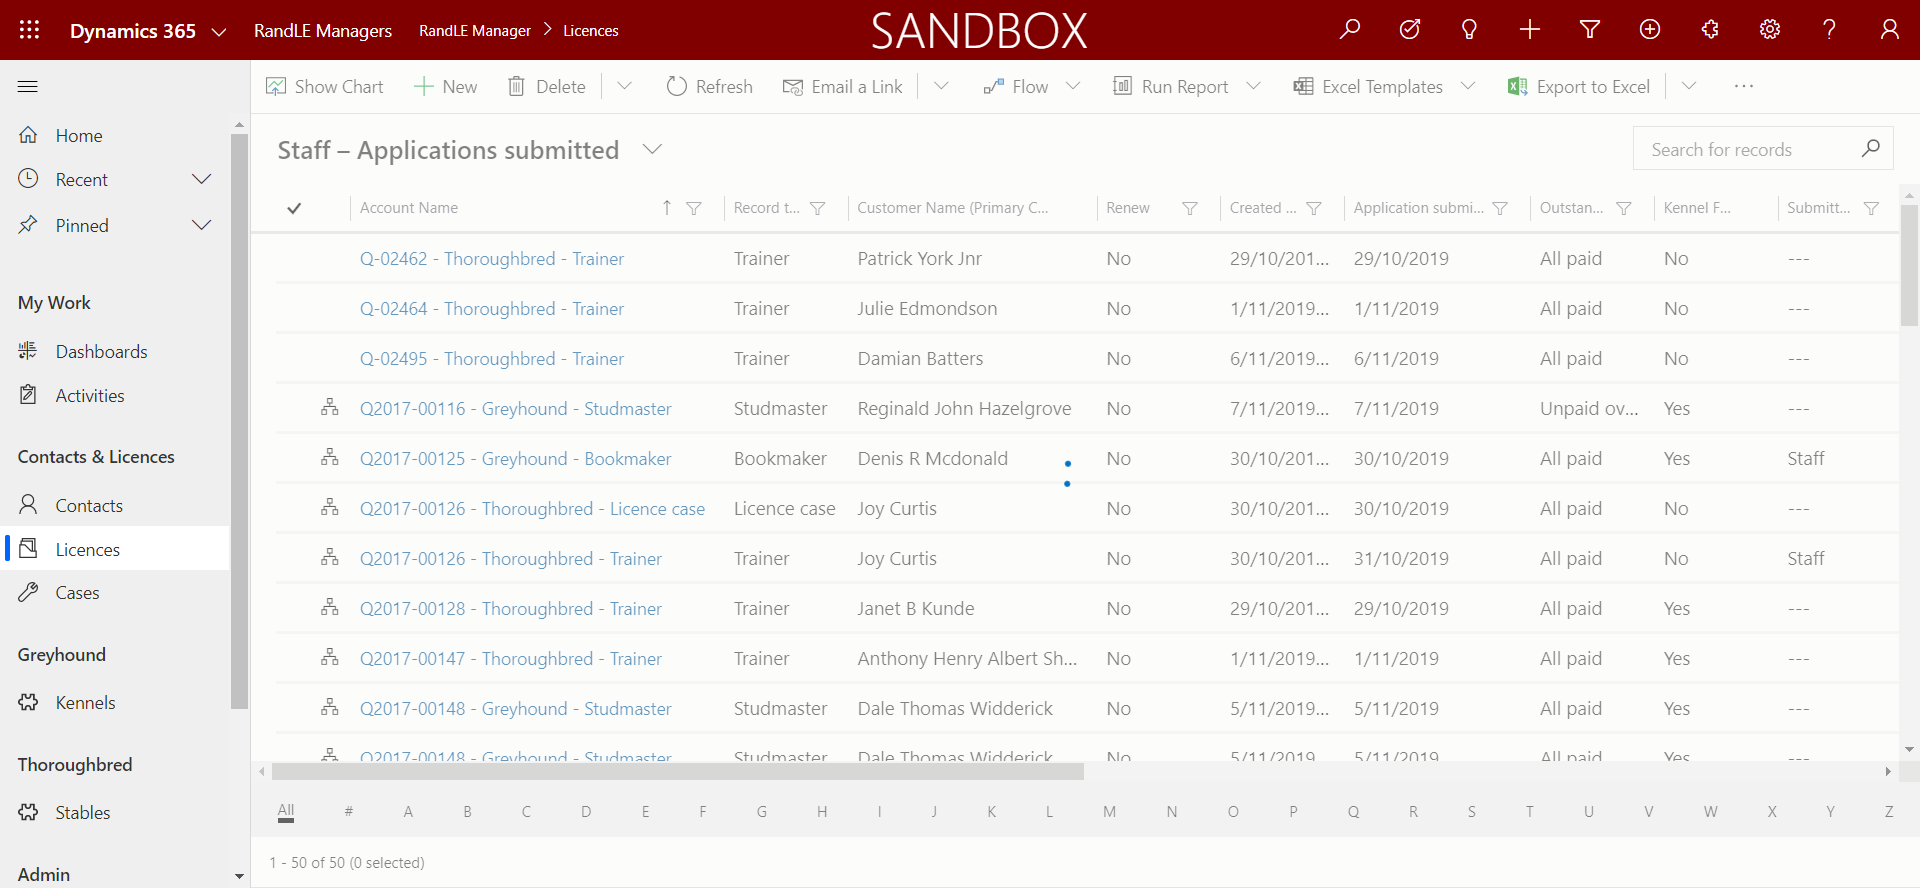 Dynamics 365 RandLE Managers RandLE Manager Licences SANDBOX
Show Chart New Delete Refresh Email a Link Flow Run Report Excel Templates Export to Excel
Home
Recent
Pinned
My Work
Dashboards
Activities
Contacts & Licences
Contacts
Licences
Cases
Greyhound
Kennels
Thoroughbred
Stables
Admin
Staff – Applications submitted Search for records
Account Name Record t... Customer Name (Primary C... Renew Created ... Application submi... Outstan... Kennel F... Submitt...
Q-02462 - Thoroughbred - Trainer Trainer Patrick York Jnr No 29/10/201... 29/10/2019 All paid No ---
Q-02464 - Thoroughbred - Trainer Trainer Julie Edmondson No 1/11/2019... 1/11/2019 All paid No ---
Q-02495 - Thoroughbred - Trainer Trainer Damian Batters No 6/11/2019... 6/11/2019 All paid No ---
Q2017-00116 - Greyhound - Studmaster Studmaster Reginald John Hazelgrove No 7/11/2019... 7/11/2019 Unpaid ov... Yes ---
Q2017-00125 - Greyhound - Bookmaker Bookmaker Denis R Mcdonald No 30/10/201... 30/10/2019 All paid Yes Staff
Q2017-00126 - Thoroughbred - Licence case Licence case Joy Curtis No 30/10/201... 30/10/2019 All paid No ---
Q2017-00126 - Thoroughbred - Trainer Trainer Joy Curtis No 30/10/201... 31/10/2019 All paid No Staff
Q2017-00128 - Thoroughbred - Trainer Trainer Janet B Kunde No 29/10/201... 29/10/2019 All paid Yes ---
Q2017-00147 - Thoroughbred - Trainer Trainer Anthony Henry Albert Sh... No 1/11/2019... 1/11/2019 All paid Yes ---
Q2017-00148 - Greyhound - Studmaster Studmaster Dale Thomas Widderick No 5/11/2019... 5/11/2019 All paid Yes ---
Q2017-00148 - Greyhound - Studmaster Studmaster Dale Thomas Widderick No 5/11/2019... 5/11/2019 All paid Yes ---
All # A B C D E F G H I J K L M N O P Q R S T U V W X Y Z
1 - 50 of 50 (0 selected)